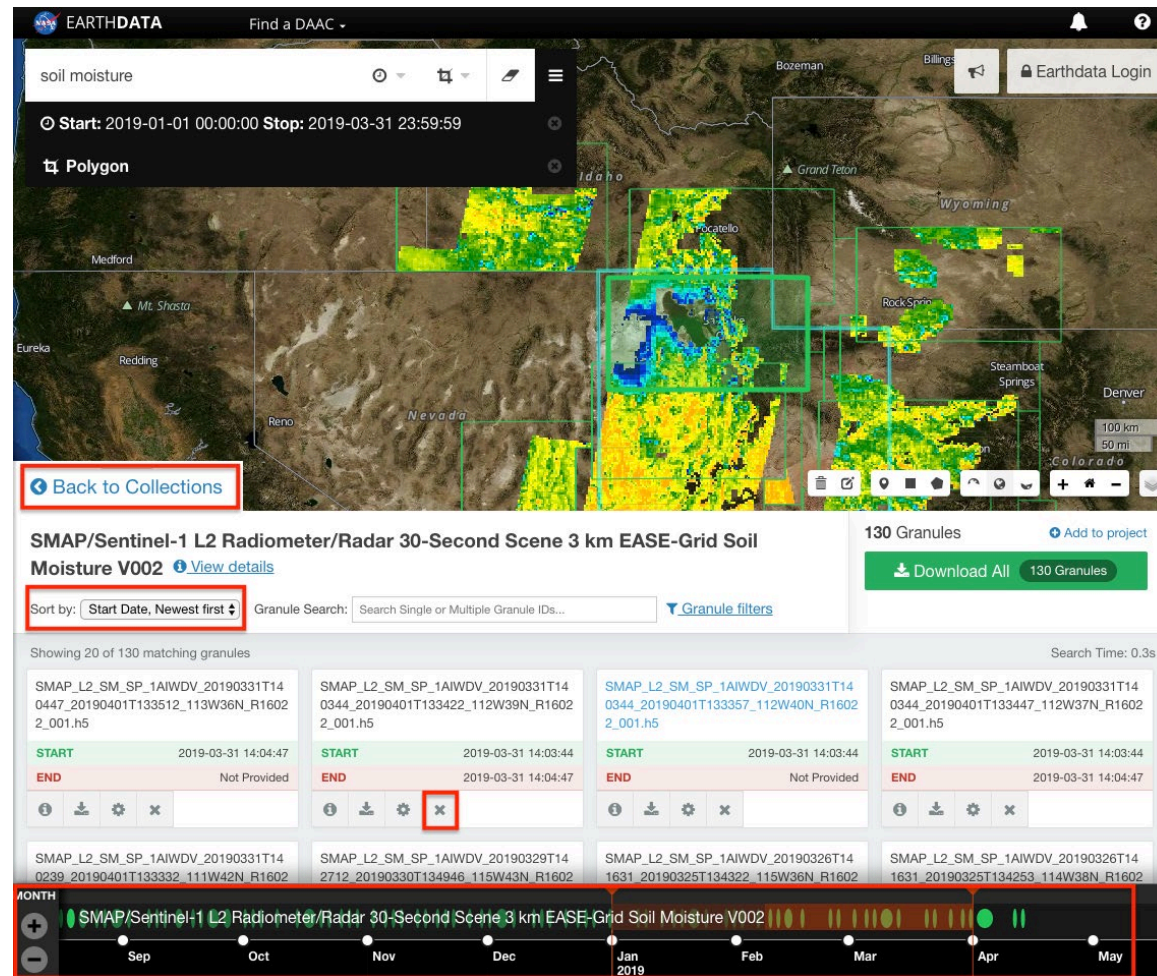 EARTHDATA
Find a DAAC
soil moisture
Earthdata Login
Start: 2019-01-01 00:00:00 Stop: 2019-03-31 23:59:59
Polygon
Bozeman
Billings
Idaho
Grand Teton
Wyoming
Pocatello
Medford
Mt. Shasta
Rock Sprin
Eureka
Redding
Steamboat
Springs
Denver
Reno
Nevada
100 km
50 mi
Colorado
Back to Collections
SMAP/Sentinel-1 L2 Radiometer/Radar 30-Second Scene 3 km EASE-Grid Soil
Moisture V002 View details
130 Granules
Add to project
Download All 130 Granules
Sort by: Start Date, Newest first
Granule Search: Search Single or Multiple Granule IDs...
Granule filters
Showing 20 of 130 matching granules
Search Time: 0.3s
SMAP_L2_SM_SP_1AIWDV_20190331T14
0447_20190401T133512_113W36N_R1602
2_001.h5
START 2019-03-31 14:04:47
END Not Provided
SMAP_L2_SM_SP_1AIWDV_20190331T14
0344_20190401T133422_112W39N_R1602
2_001.h5
START 2019-03-31 14:03:44
END 2019-03-31 14:04:47
SMAP_L2_SM_SP_1AIWDV_20190331T14
0344_20190401T133357_112W40N_R1602
2_001.h5
START 2019-03-31 14:03:44
END Not Provided
SMAP_L2_SM_SP_1AIWDV_20190331T14
0344_20190401T133447_112W37N_R1602
2_001.h5
START 2019-03-31 14:03:44
END 2019-03-31 14:04:47
SMAP_L2_SM_SP_1AIWDV_20190331T14
0239_20190401T133332_111W42N_R1602
SMAP_L2_SM_SP_1AIWDV_20190329T14
2712_20190330T134946_115W43N_R1602
SMAP_L2_SM_SP_1AIWDV_20190326T14
1631_20190325T134322_115W36N_R1602
SMAP_L2_SM_SP_1AIWDV_20190326T14
1631_20190325T134253_114W38N_R1602
MONTH
SMAP/Sentinel-1 L2 Radiometer/Radar 30-Second Scene 3 km EASE-Grid Soil Moisture V002
Sep Oct Nov Dec Jan Feb Mar Apr May
2019